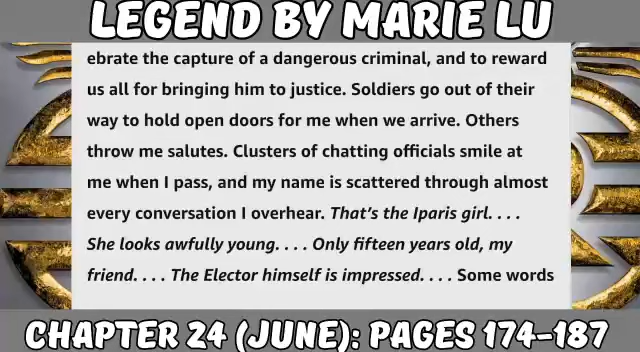 LEGEND BY MARIE LU
ebrate the capture of a dangerous criminal, and to reward
us all for bringing him to justice. Soldiers go out of their
way to hold open doors for me when we arrive. Others
throw me salutes. Clusters of chatting officials smile at
me when I pass, and my name is scattered through almost
every conversation I overhear. That’s the Iparis girl. . . .
She looks awfully young. . . . Only fifteen years old, my
friend. . . . The Elector himself is impressed. . . . Some words
CHAPTER 24 (JUNE): PAGES 174-187